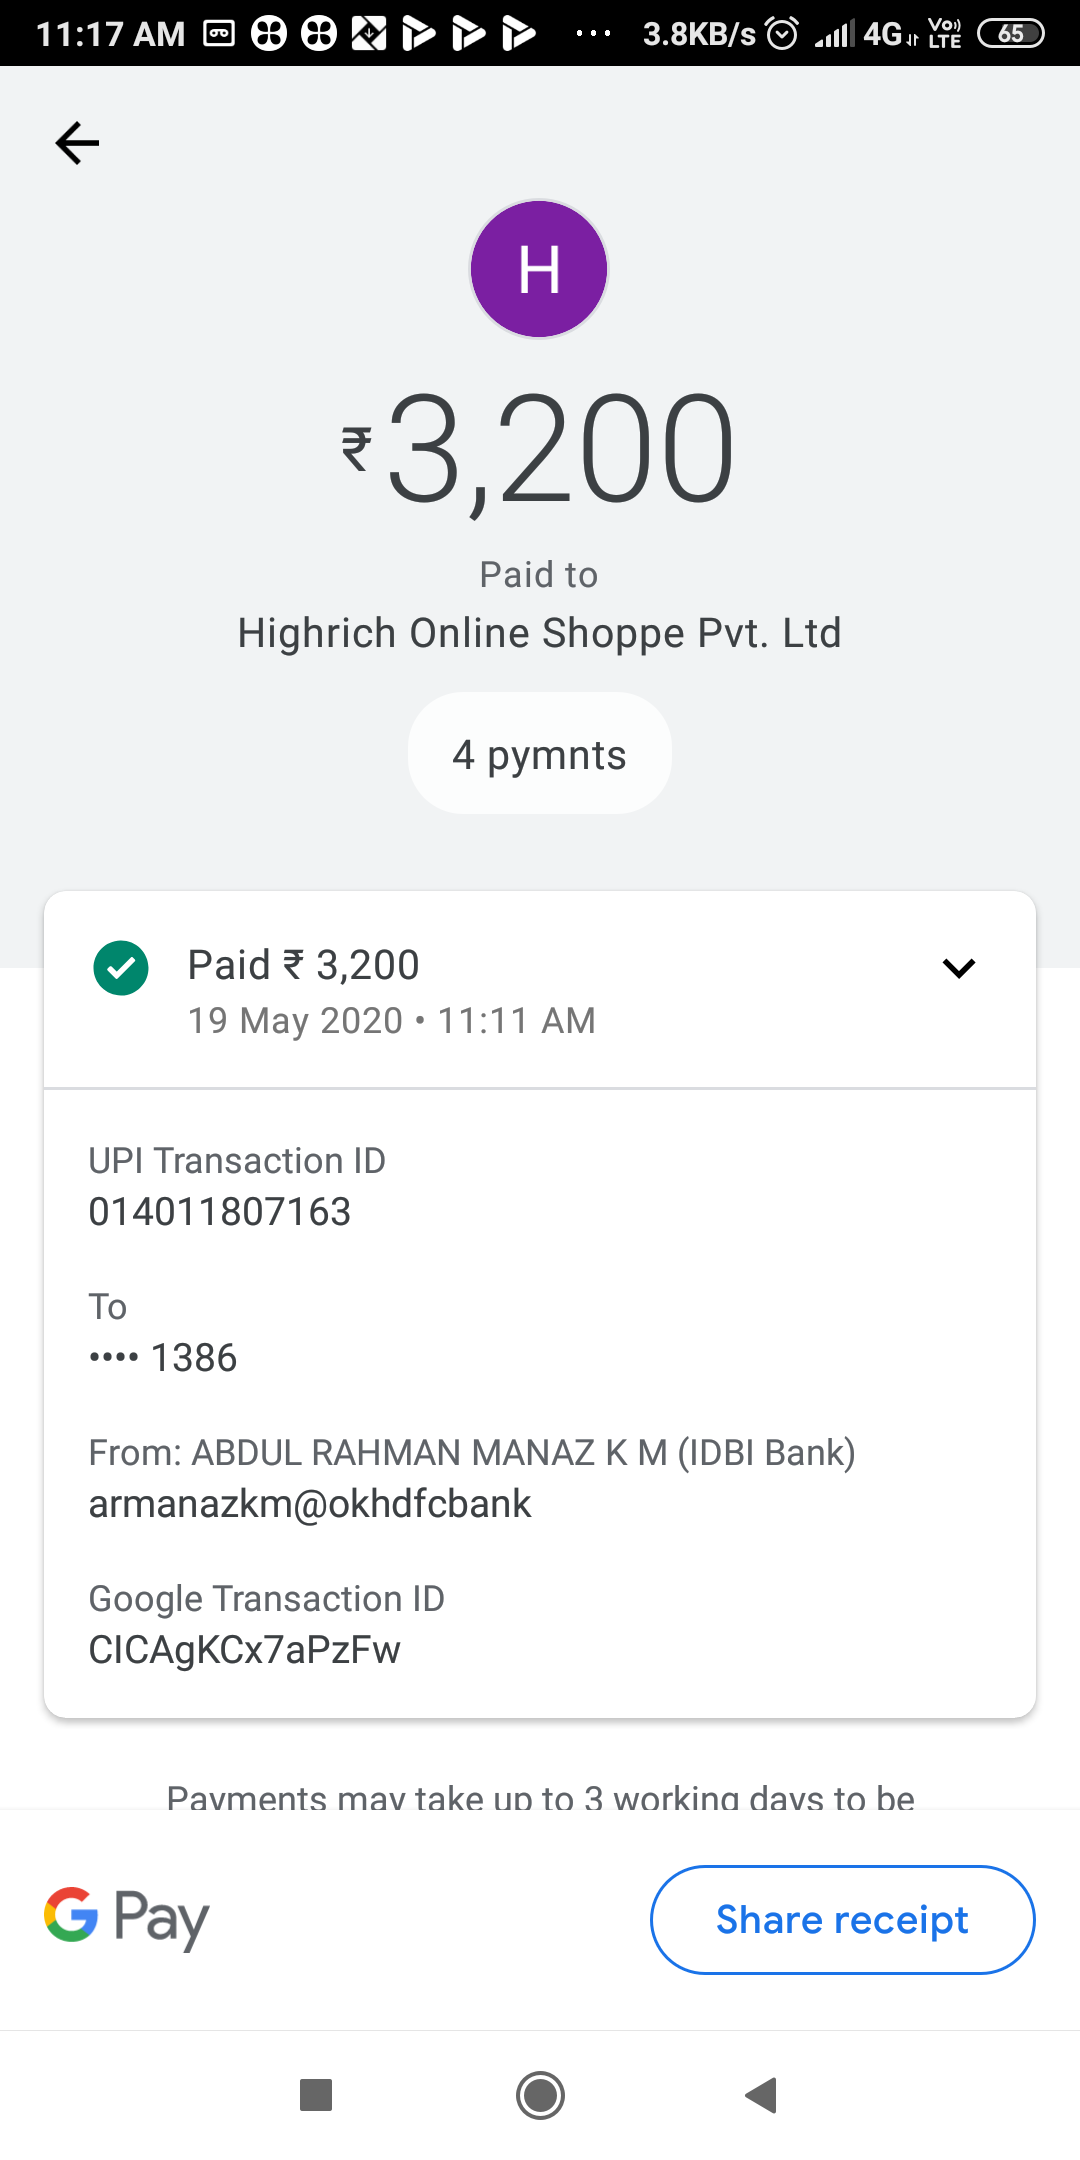 11:17 AM ... 3.8KB/s 4G Vo)) LTE 65
H
₹3,200
Paid to
Highrich Online Shoppe Pvt. Ltd
4 pymnts
Paid ₹ 3,200
19 May 2020 • 11:11 AM
UPI Transaction ID
014011807163
To
•••• 1386
From: ABDUL RAHMAN MANAZ K M (IDBI Bank)
armanazkm@okhdfcbank
Google Transaction ID
CICAgKCx7aPzFw
Payments may take up to 3 working days to be
G Pay
Share receipt